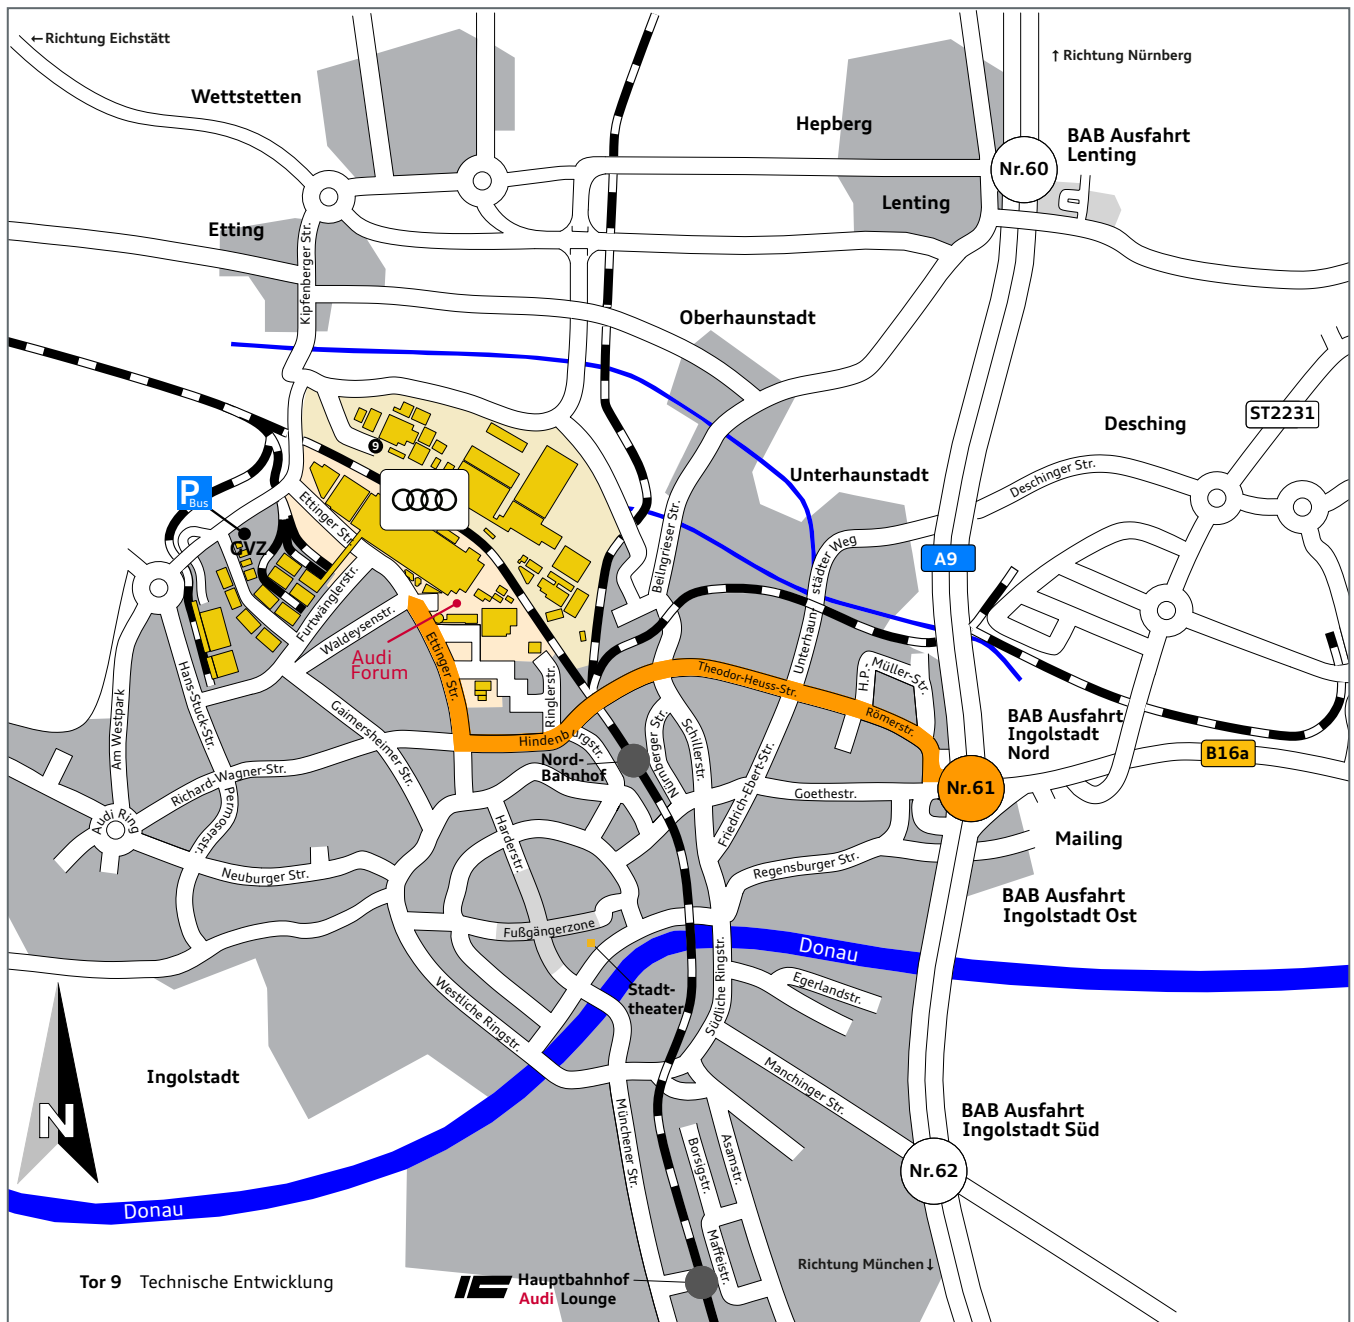 ←Richtung Eichstätt
↑Richtung Nürnberg
Wettstetten
Hepberg
BAB Ausfahrt
Lenting
Nr.60
Lenting
Etting
Kipfenberger Str.
Oberhaunstadt
ST2231
Desching
9
Unterhaunstadt
Deschinger Str.
P
Bus
Ettinger Str.
GVZ
Beilngrieser Str.
Unterhaun-
städter Weg
A9
Furtwänglerstr.
Waldeysenstr.
Audi
Forum
Ettinger Str.
Theodor-Heuss-Str.
H.P.
Müller-Str.
Hans-Stuck-Str.
Am Westpark
Gaimersheimer Str.
Ringlerstr.
Römerstr.
BAB Ausfahrt
Ingolstadt
Nord
Hindenburgstr.
Nürnberger Str.
Schillerstr.
B16a
Nord-
Bahnhof
Friedrich-Ebert-Str.
Richard-Wagner-Str.
Permoserstr.
Goethestr.
Nr.61
Audi Ring
Harderstr.
Mailing
Neuburger Str.
Regensburger Str.
BAB Ausfahrt
Ingolstadt Ost
Fußgängerzone
Donau
Westliche Ringstr.
Stadt-
theater
Südliche Ringstr.
Egerlandstr.
Ingolstadt
Manchinger Str.
N
BAB Ausfahrt
Ingolstadt Süd
Münchener Str.
Borsigstr.
Asamstr.
Nr.62
Donau
Maffeistr.
Richtung München↓
Tor 9 Technische Entwicklung
IC
Hauptbahnhof
Audi Lounge